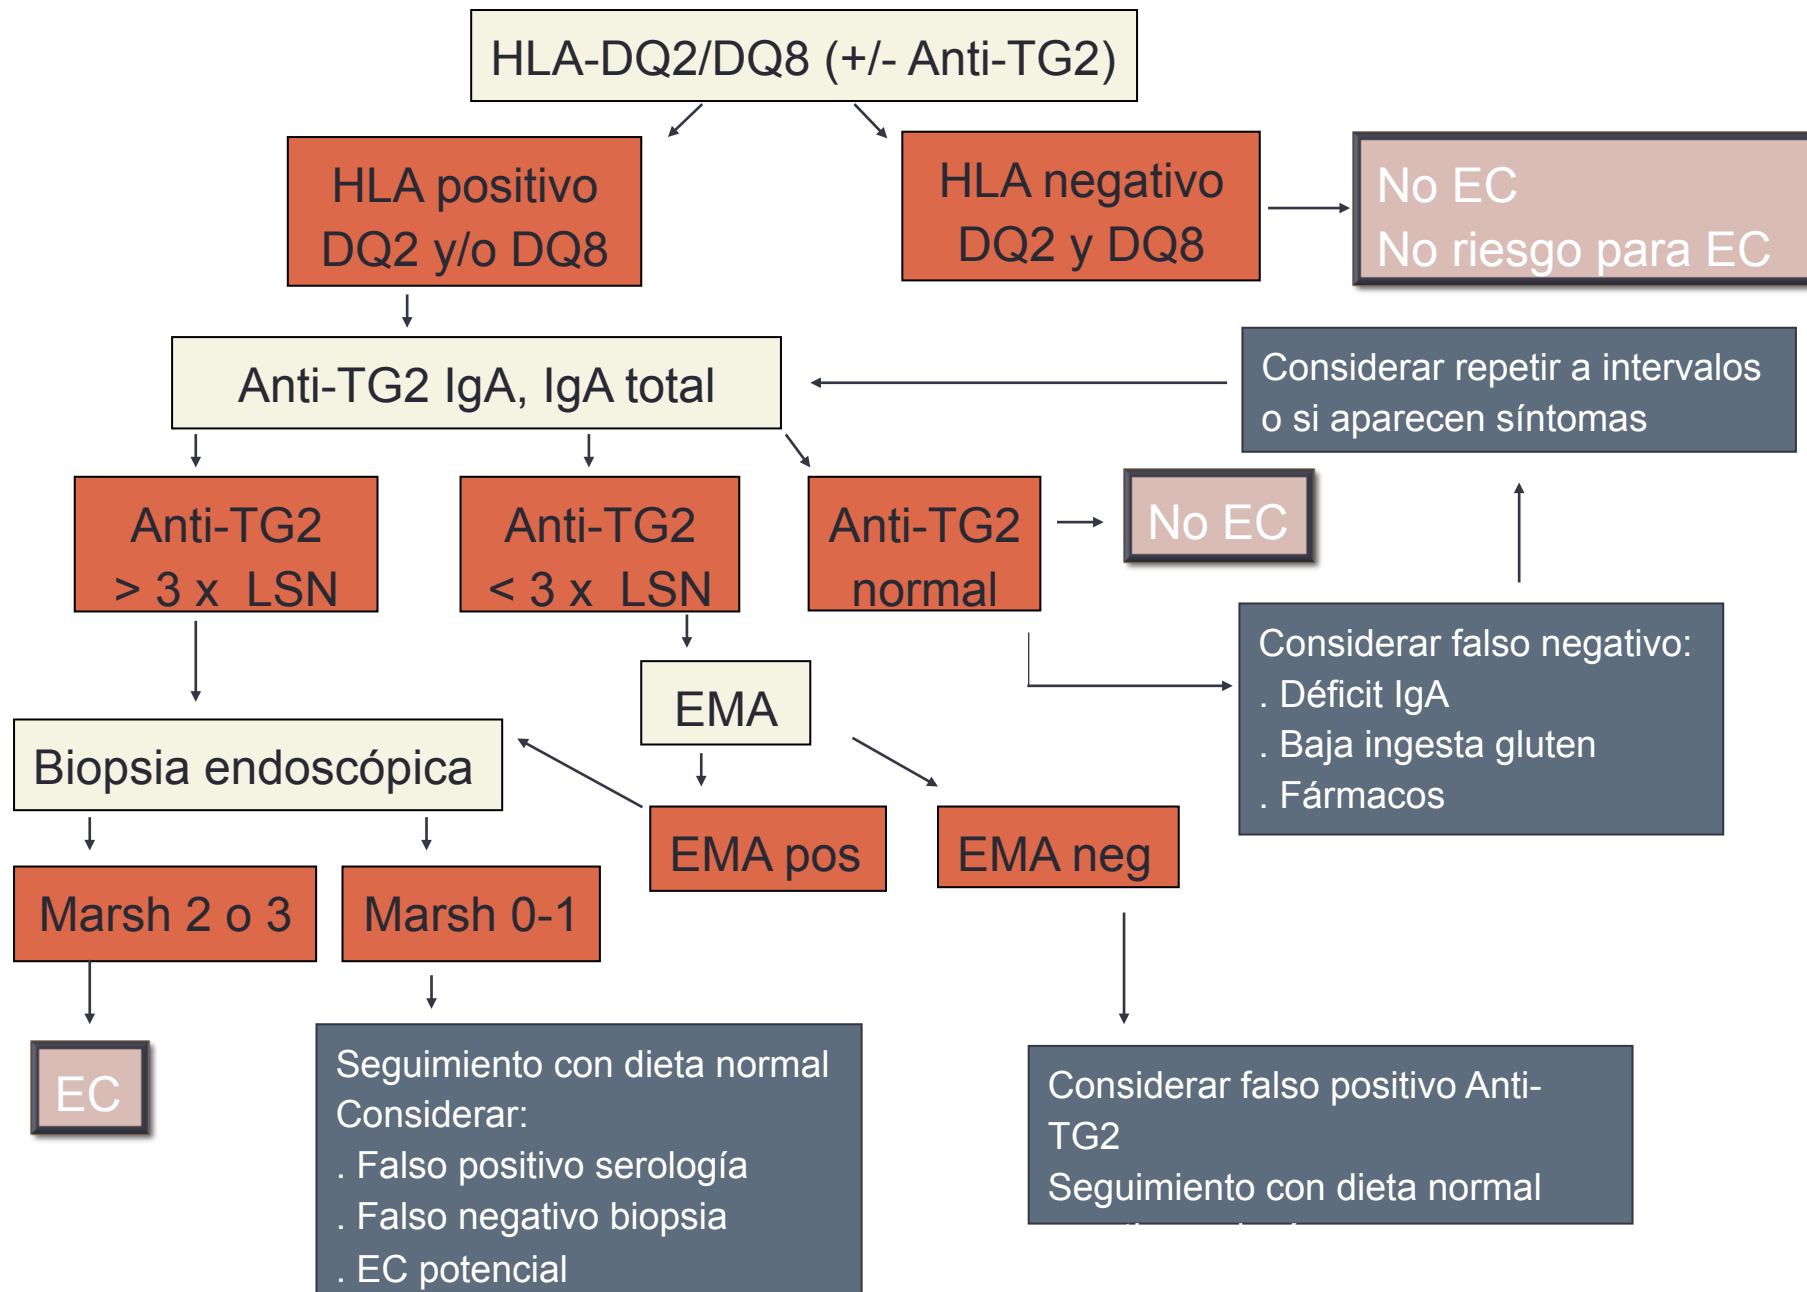 HLA-DQ2/DQ8 (+/- Anti-TG2)
HLA positivo
DQ2 y/o DQ8
HLA negativo
DQ2 y DQ8
No EC
No riesgo para EC
Anti-TG2 IgA, IgA total
Considerar repetir a intervalos
o si aparecen síntomas
Anti-TG2
> 3 x LSN
Anti-TG2
< 3 x LSN
Anti-TG2
normal
No EC
Considerar falso negativo:
. Déficit IgA
. Baja ingesta gluten
. Fármacos
EMA
Biopsia endoscópica
EMA pos
EMA neg
Marsh 2 o 3
Marsh 0-1
EC
Seguimiento con dieta normal
Considerar:
. Falso positivo serología
. Falso negativo biopsia
. EC potencial
Considerar falso positivo Anti-
TG2
Seguimiento con dieta normal